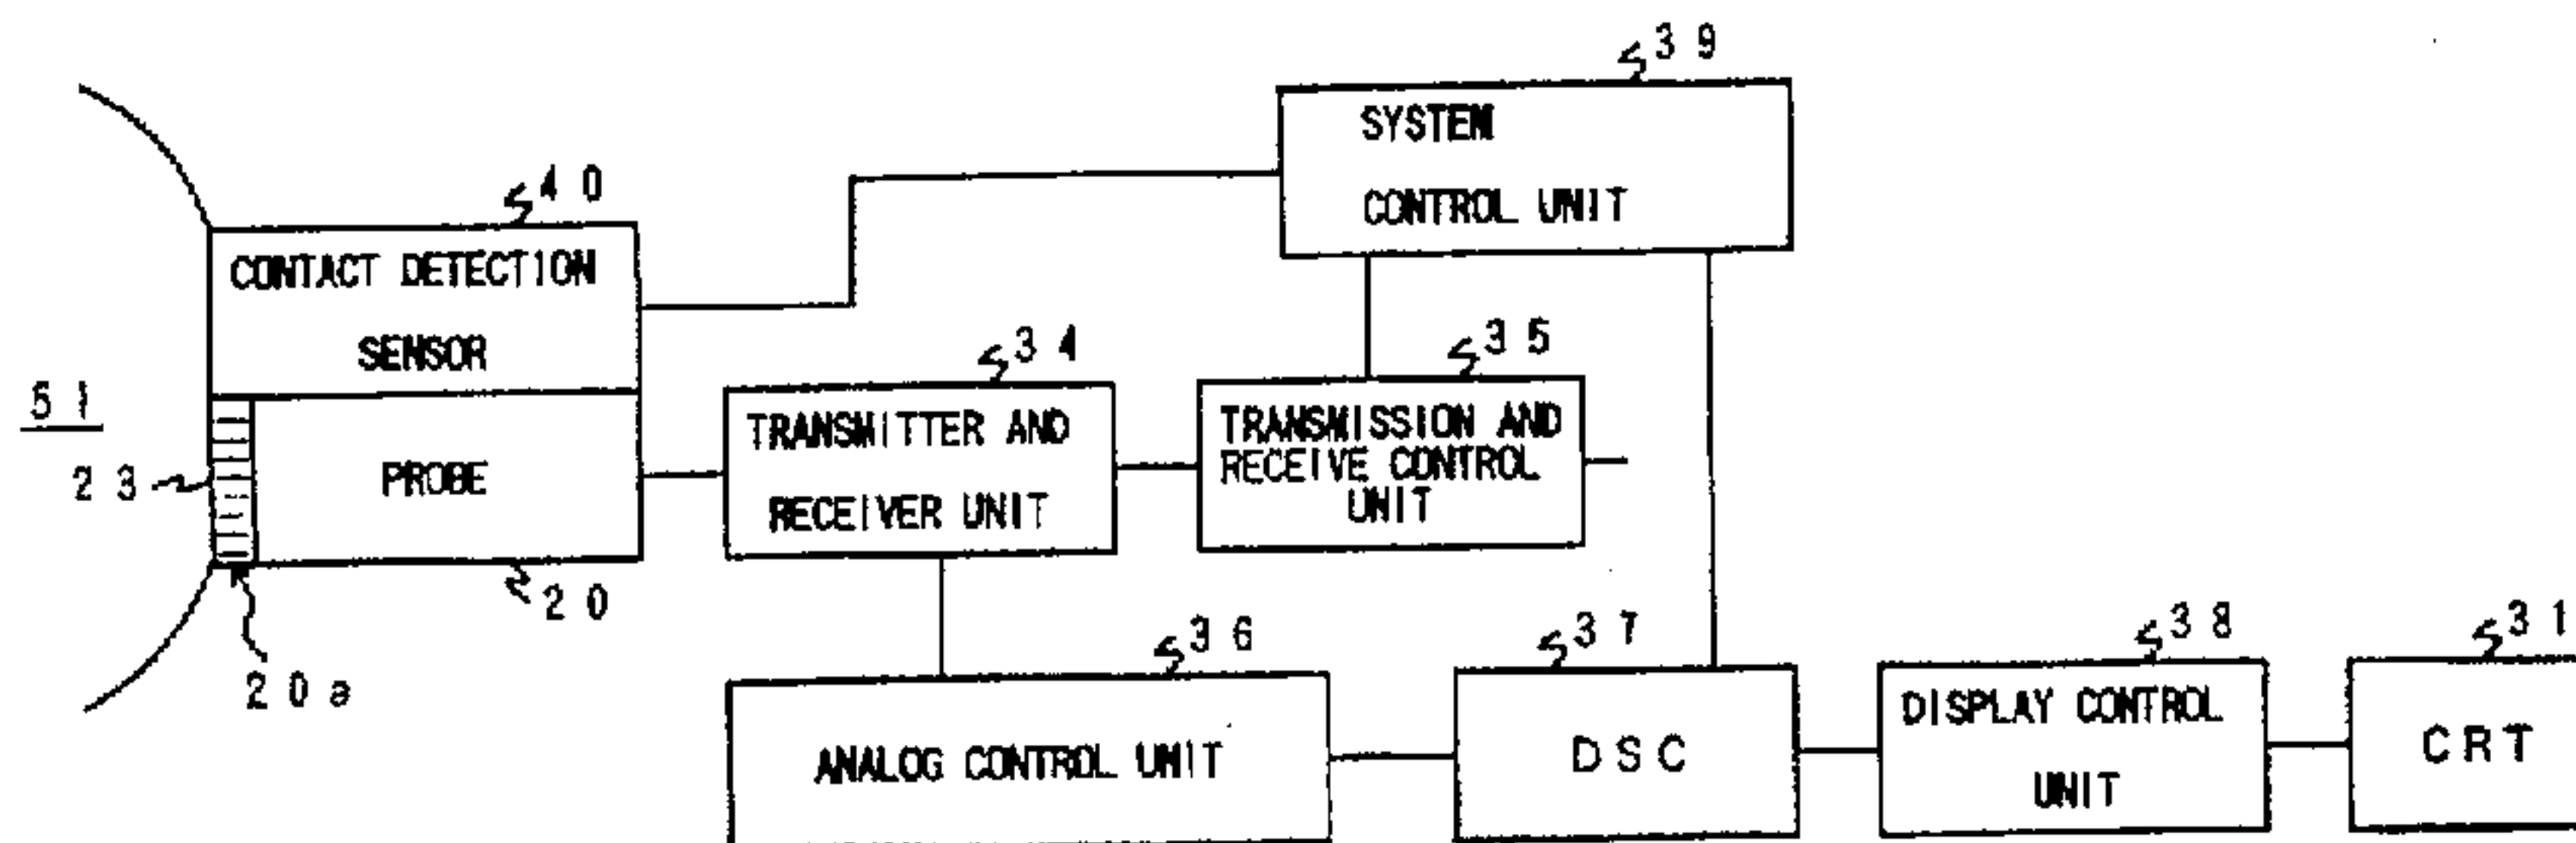 39
SYSTEM
CONTROL UNIT
40
CONTACT DETECTION
SENSOR
34
35
51
TRANSMITTER AND
RECEIVER UNIT
TRANSMISSION AND
RECEIVE CONTROL
UNIT
23
PROBE
20
20a
36
37
38
31
ANALOG CONTROL UNIT
DSC
DISPLAY CONTROL
UNIT
CRT